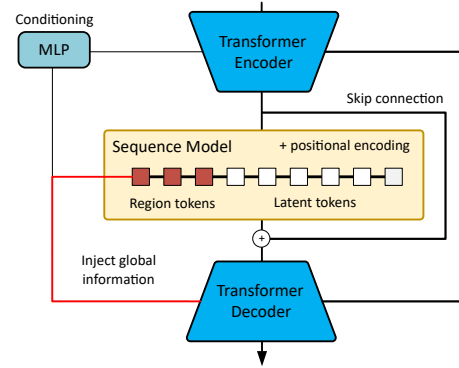 Conditioning
MLP
Transformer
Encoder
Skip connection
Sequence Model
+ positional encoding
Region tokens
Latent tokens
+
Inject global
information
Transformer
Decoder